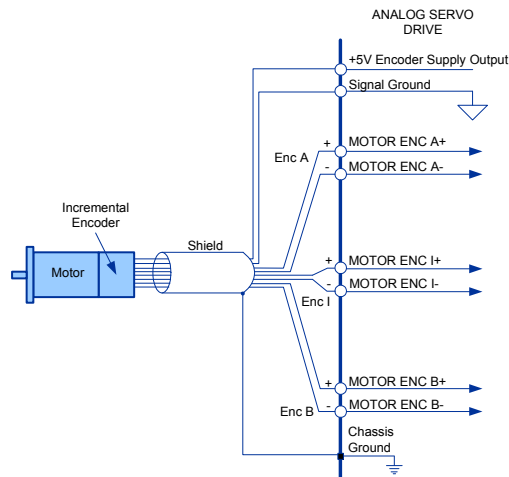 ANALOG SERVO
DRIVE
+5V Encoder Supply Output
Signal Ground
+ MOTOR ENC A+
Enc A
- MOTOR ENC A-
Incremental
Encoder
Shield
Motor
+ MOTOR ENC I+
- MOTOR ENC I-
Enc I
+ MOTOR ENC B+
Enc B - MOTOR ENC B-
Chassis
Ground